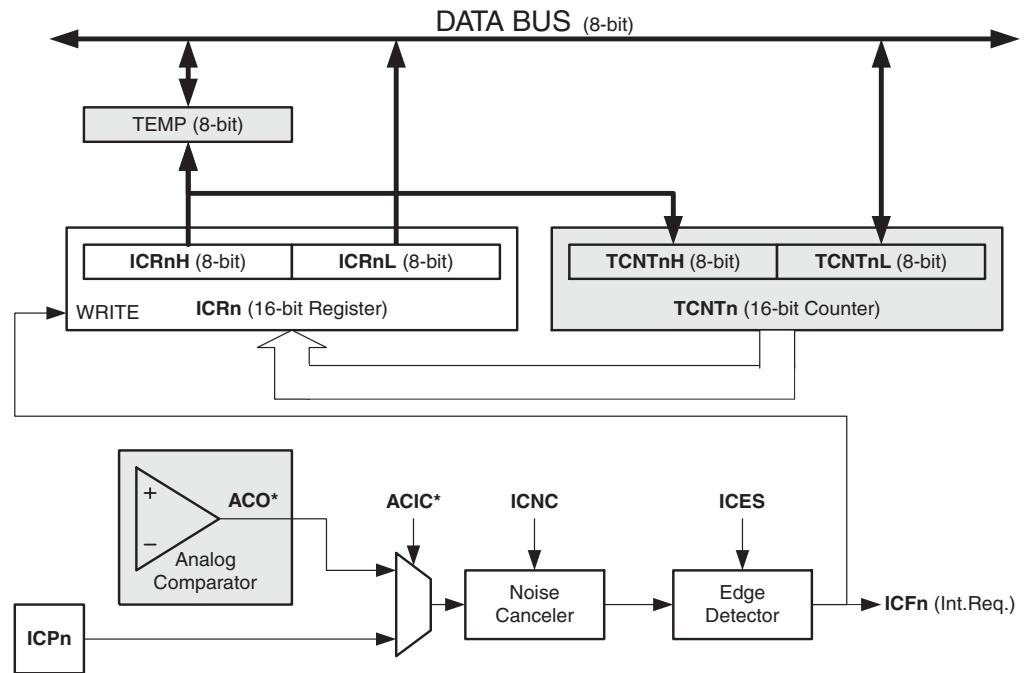 DATA BUS (8-bit)
TEMP (8-bit)
ICRnH (8-bit) ICRnL (8-bit)
WRITE
ICRn (16-bit Register)
TCNTnH (8-bit) TCNTnL (8-bit)
TCNTn (16-bit Counter)
+
−
ACO*
Analog
Comparator
ICPn
ACIC*
ICNC
ICES
Noise
Canceler
Edge
Detector
ICFn (Int.Req.)